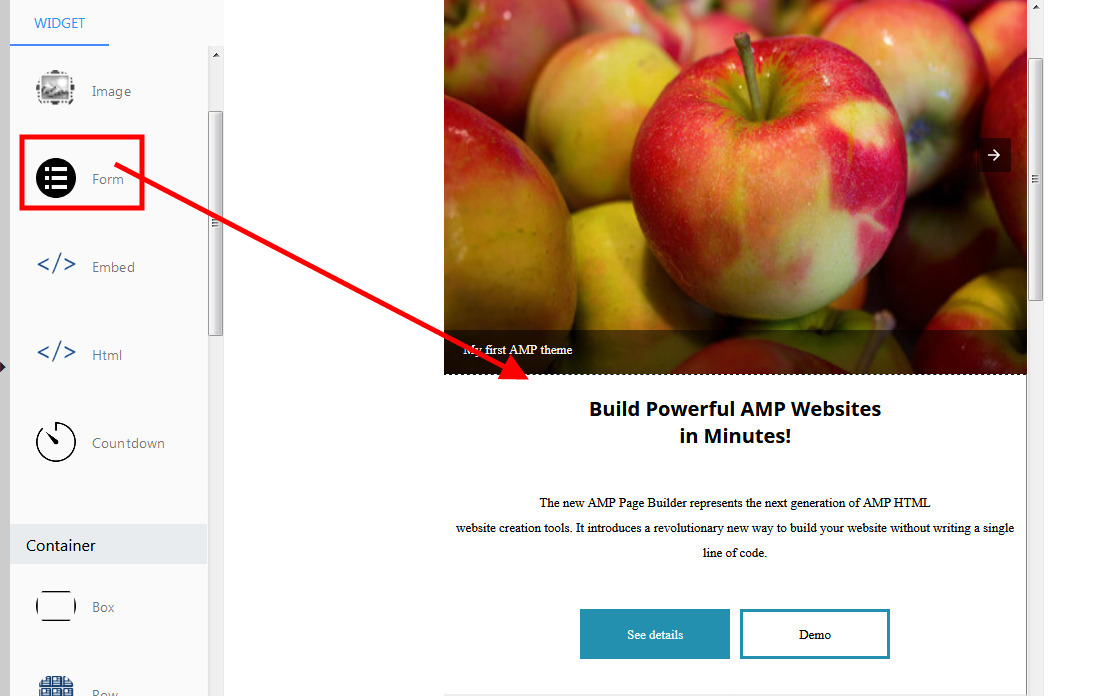 WIDGET
Image
Form
Embed
Html
Countdown
Container
Box
Row
My first AMP theme
Build Powerful AMP Websites
in Minutes!
The new AMP Page Builder represents the next generation of AMP HTML
website creation tools. It introduces a revolutionary new way to build your website without writing a single
line of code.
See details
Demo